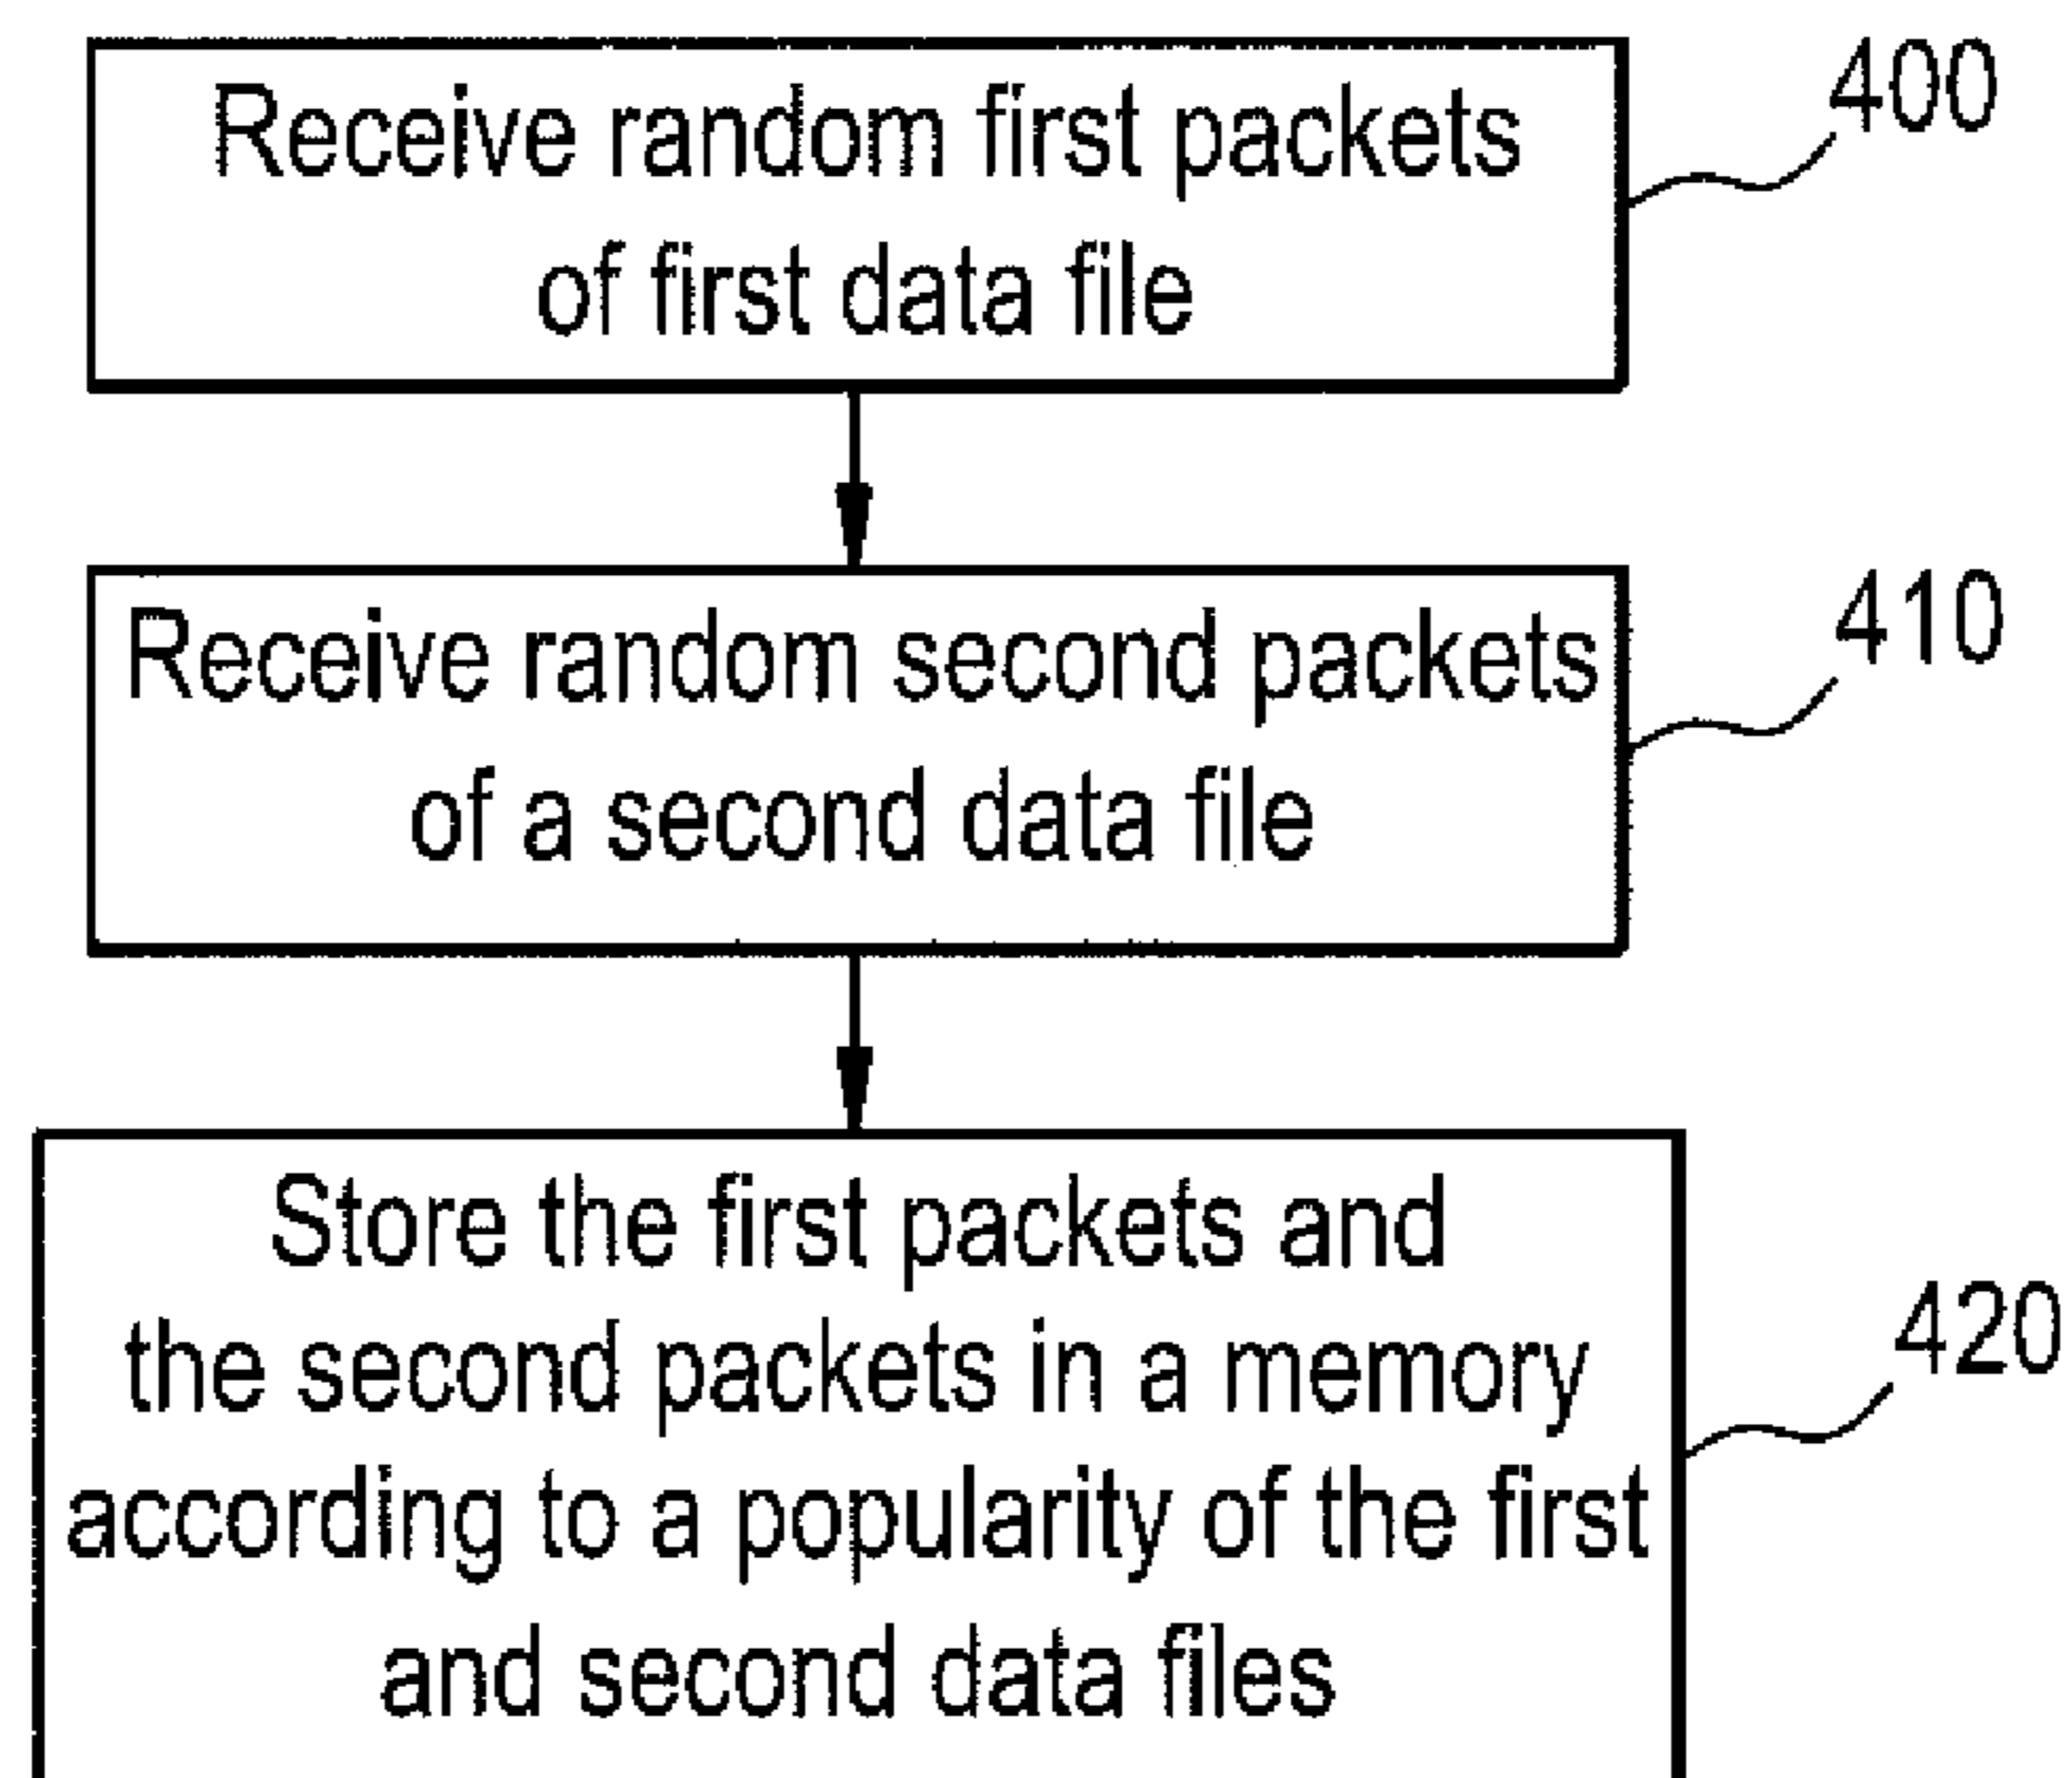 Receive random first packets
of first data file
400
Receive random second packets
of a second data file
410
Store the first packets and
the second packets in a memory
according to a popularity of the first
and second data files
420